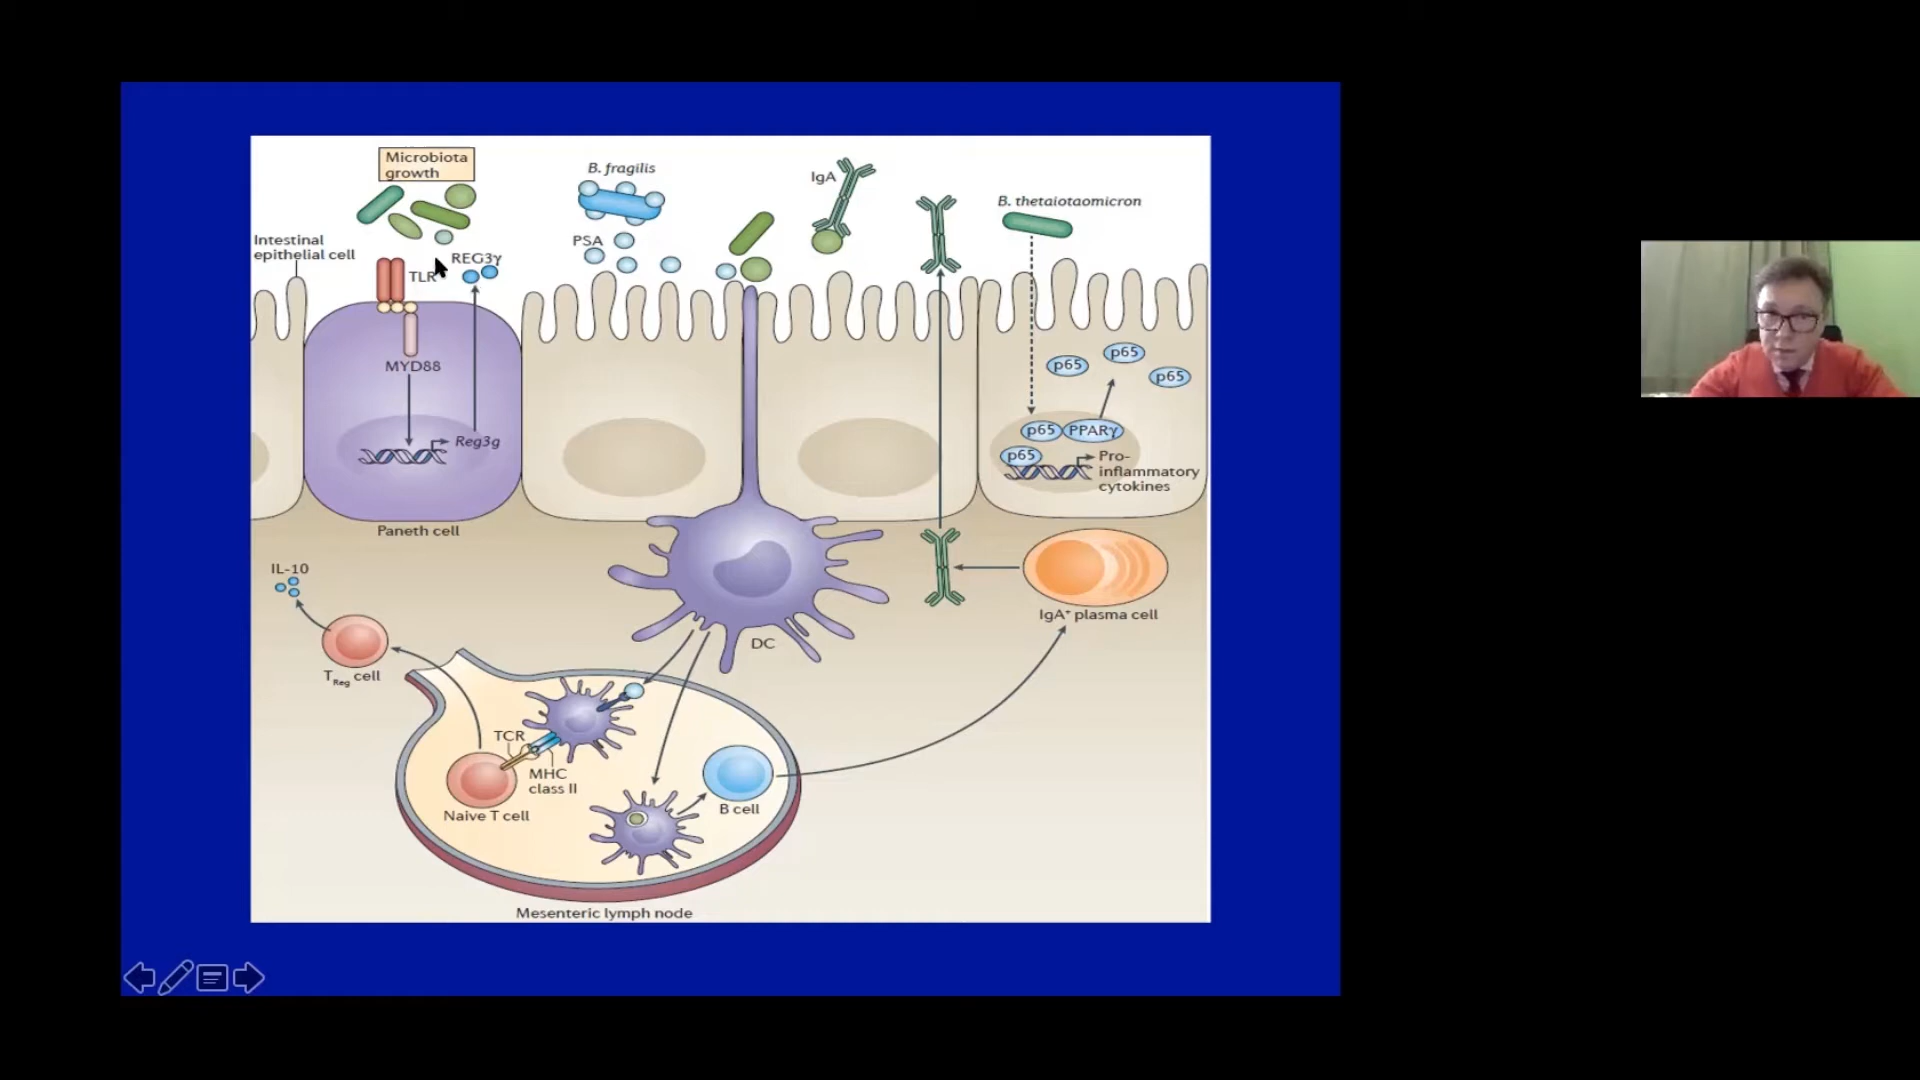 Microbiota
growth
B. fragilis
IgA
B. thetaiotaomicron
Intestinal
epithelial cell
PSA
REG3γ
TLR
MYD88
Reg3g
p65
p65
p65
p65
PPARγ
p65
Pro-
inflammatory
cytokines
Paneth cell
IL-10
IgA⁺ plasma cell
DC
TReg cell
TCR
MHC
class II
Naive T cell
B cell
Mesenteric lymph node